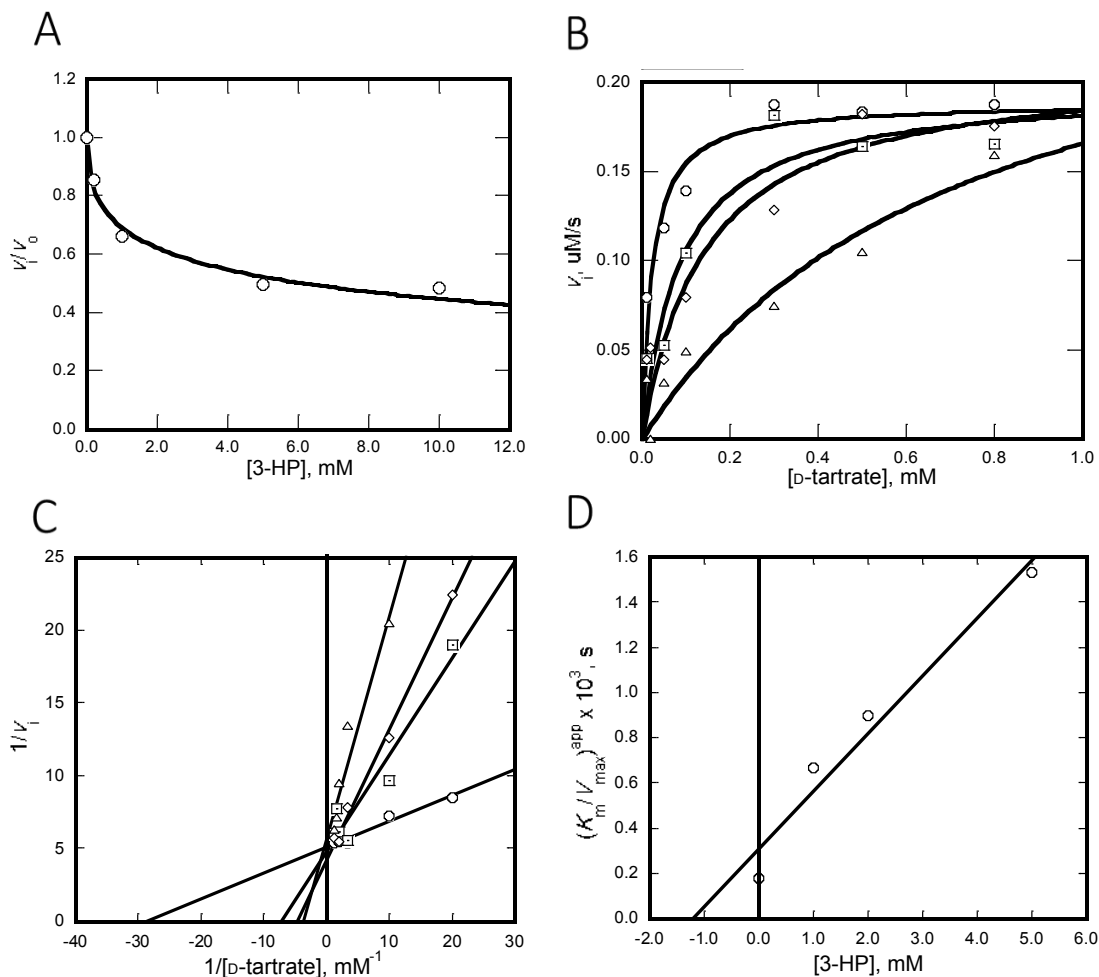 A
1.2
1.0
0.8
0.6
0.4
0.2
0.0
0.0 2.0 4.0 6.0 8.0 10.0 12.0
vi/vo
[3-HP], mM
B
0.20
0.15
0.10
0.05
0.00
0.0 0.2 0.4 0.6 0.8 1.0
vi, uM/s
[D-tartrate], mM
C
25
20
15
10
5
0
-40 -30 -20 -10 0 10 20 30
1/vi
1/[D-tartrate], mM-1
D
1.6
1.4
1.2
1.0
0.8
0.6
0.4
0.2
0.0
-2.0 -1.0 0.0 1.0 2.0 3.0 4.0 5.0 6.0
(Km/Vmax)app x 103, s
[3-HP], mM